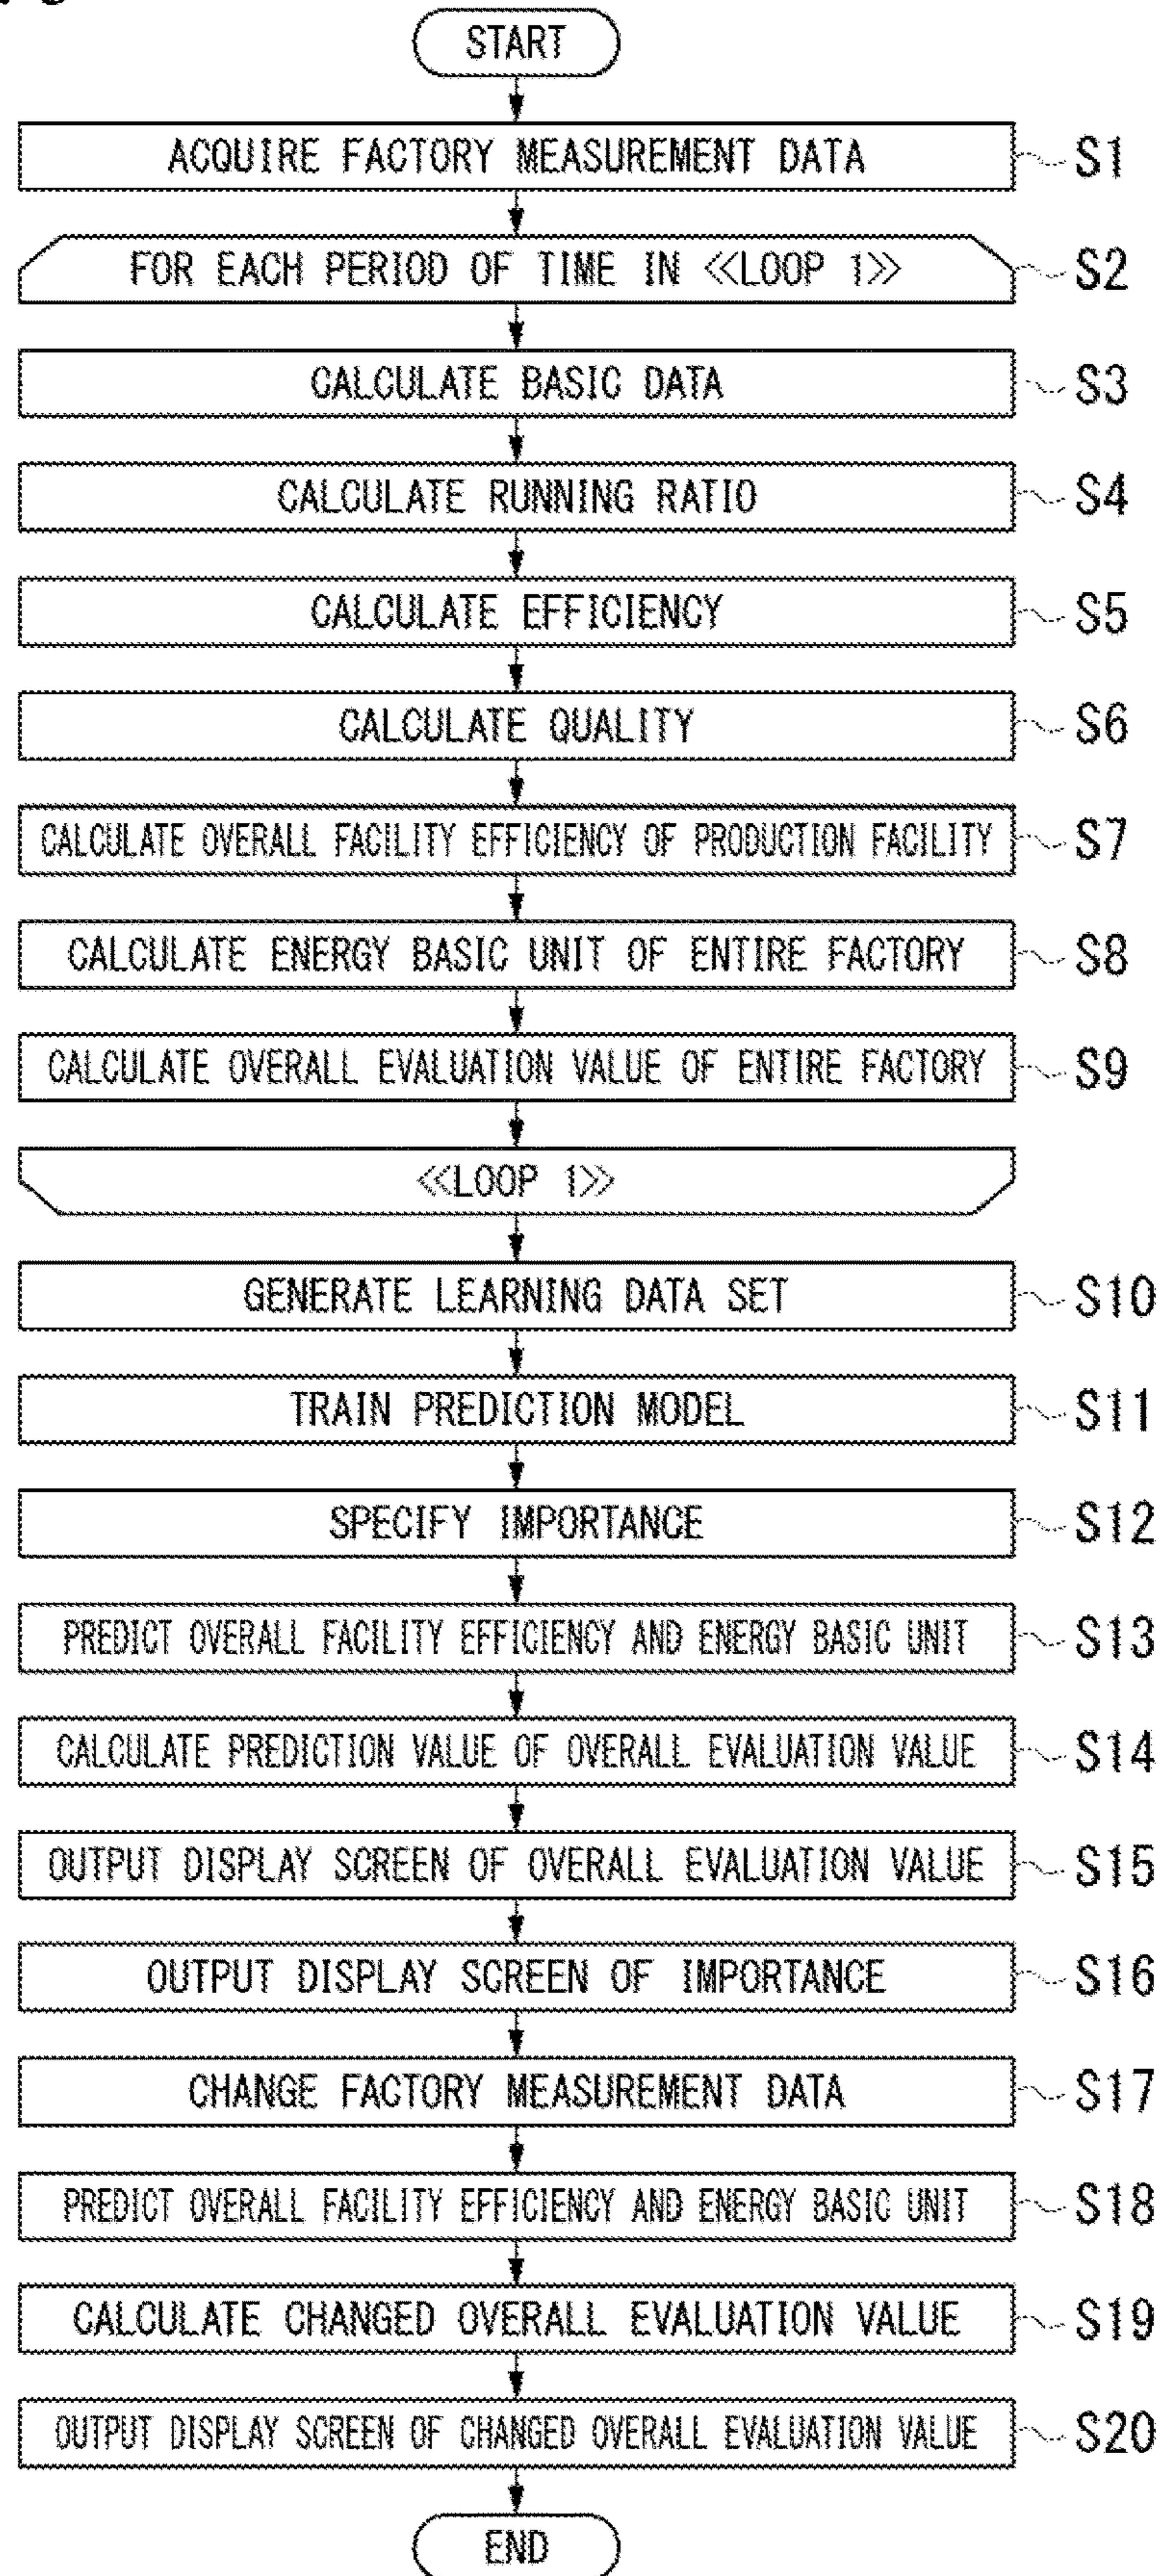 START
ACQUIRE FACTORY MEASUREMENT DATA S1
FOR EACH PERIOD OF TIME IN <<LOOP 1>> S2
CALCULATE BASIC DATA S3
CALCULATE RUNNING RATIO S4
CALCULATE EFFICIENCY S5
CALCULATE QUALITY S6
CALCULATE OVERALL FACILITY EFFICIENCY OF PRODUCTION FACILITY S7
CALCULATE ENERGY BASIC UNIT OF ENTIRE FACTORY S8
CALCULATE OVERALL EVALUATION VALUE OF ENTIRE FACTORY S9
<<LOOP 1>>
GENERATE LEARNING DATA SET S10
TRAIN PREDICTION MODEL S11
SPECIFY IMPORTANCE S12
PREDICT OVERALL FACILITY EFFICIENCY AND ENERGY BASIC UNIT S13
CALCULATE PREDICTION VALUE OF OVERALL EVALUATION VALUE S14
OUTPUT DISPLAY SCREEN OF OVERALL EVALUATION VALUE S15
OUTPUT DISPLAY SCREEN OF IMPORTANCE S16
CHANGE FACTORY MEASUREMENT DATA S17
PREDICT OVERALL FACILITY EFFICIENCY AND ENERGY BASIC UNIT S18
CALCULATE CHANGED OVERALL EVALUATION VALUE S19
OUTPUT DISPLAY SCREEN OF CHANGED OVERALL EVALUATION VALUE S20
END